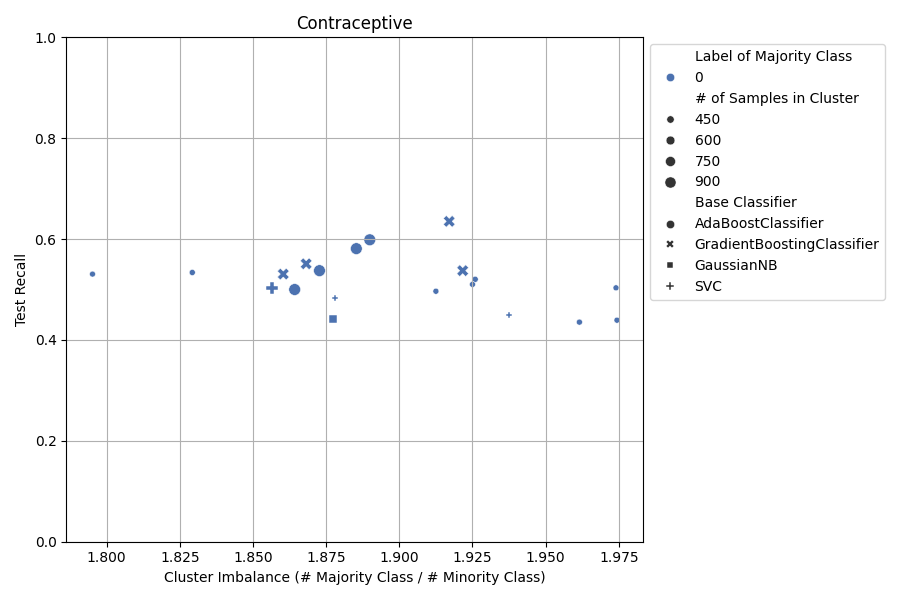 Contraceptive
1.0
0.8
0.6
0.4
0.2
0.0
Test Recall
1.800 1.825 1.850 1.875 1.900 1.925 1.950 1.975
Cluster Imbalance (# Majority Class / # Minority Class)
Label of Majority Class
0
# of Samples in Cluster
450
600
750
900
Base Classifier
AdaBoostClassifier
GradientBoostingClassifier
GaussianNB
SVC